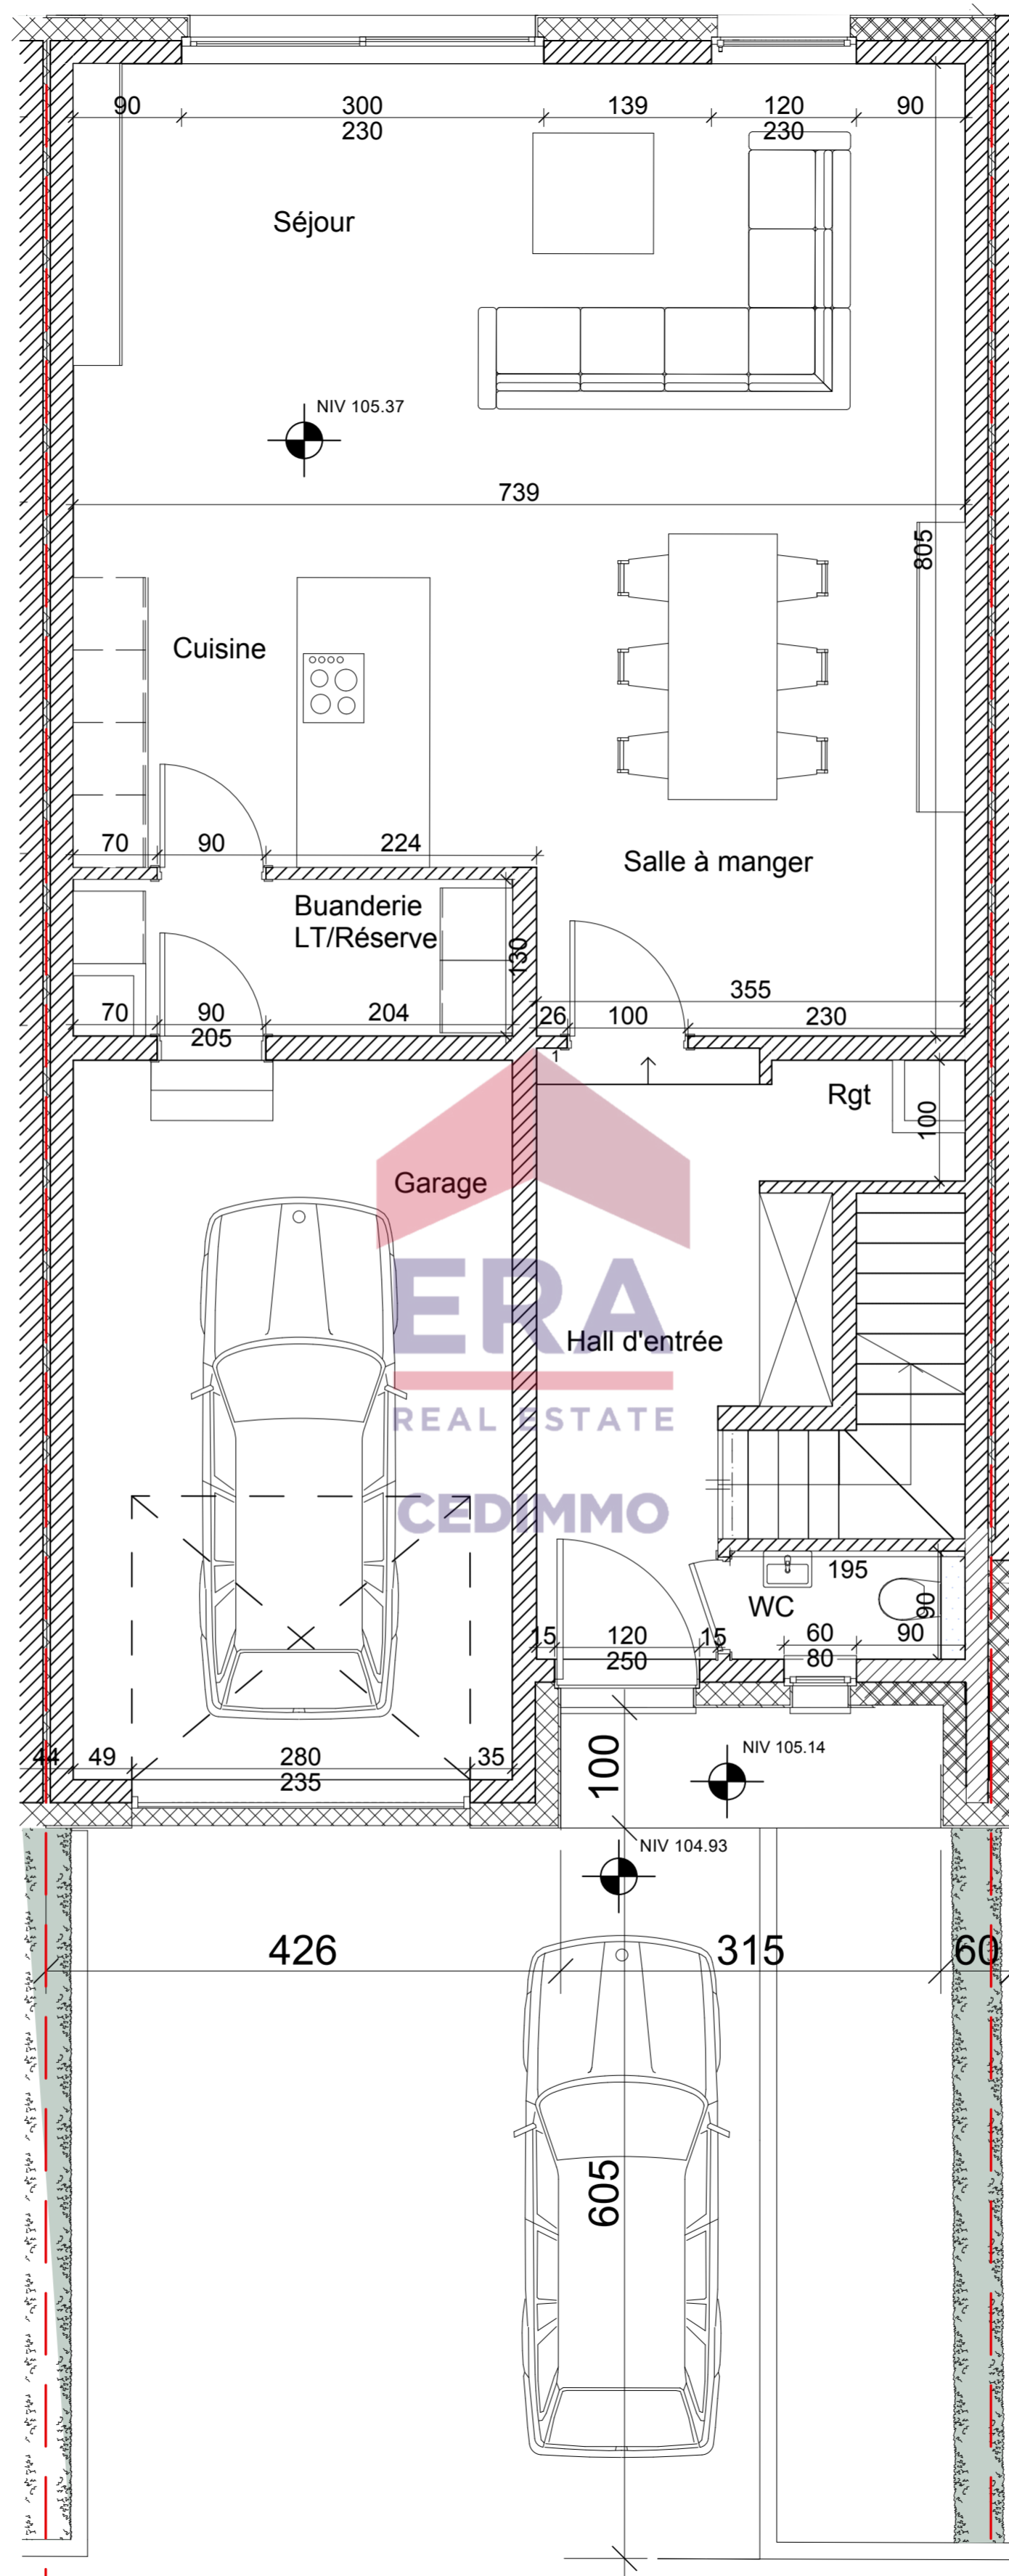 90 300 139 120 90
230 230
Séjour
NIV 105.37
739
805
Cuisine
70 90 224
Salle à manger
Buanderie
LT/Réserve
130
355
70 90 204 26 100 230
205
1
Rgt
100
Garage
ERA
Hall d'entrée
REAL ESTATE
CEDIMMO
195
WC
90
15 120 15 60 90
250 80
44 49 280 35
235
100
NIV 105.14
NIV 104.93
426 315 60
605